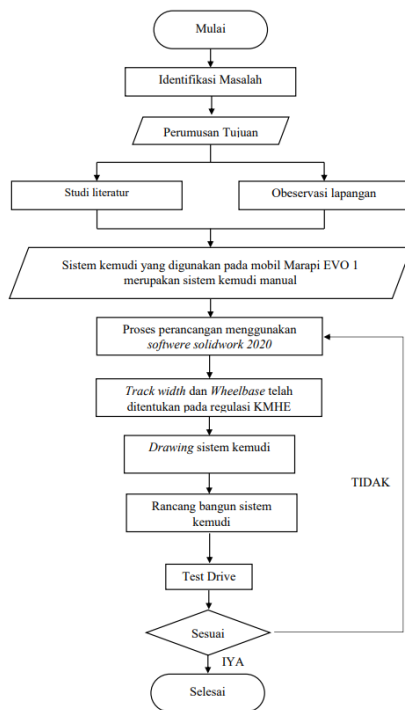 Mulai
Identifikasi Masalah
Perumusan Tujuan
Studi literatur
Obeservasi lapangan
Sistem kemudi yang digunakan pada mobil Marapi EVO 1
merupakan sistem kemudi manual
Proses perancangan menggunakan
softwere solidwork 2020
Track width dan Wheelbase telah
ditentukan pada regulasi KMHE
Drawing sistem kemudi
TIDAK
Rancang bangun sistem
kemudi
Test Drive
Sesuai
IYA
Selesai